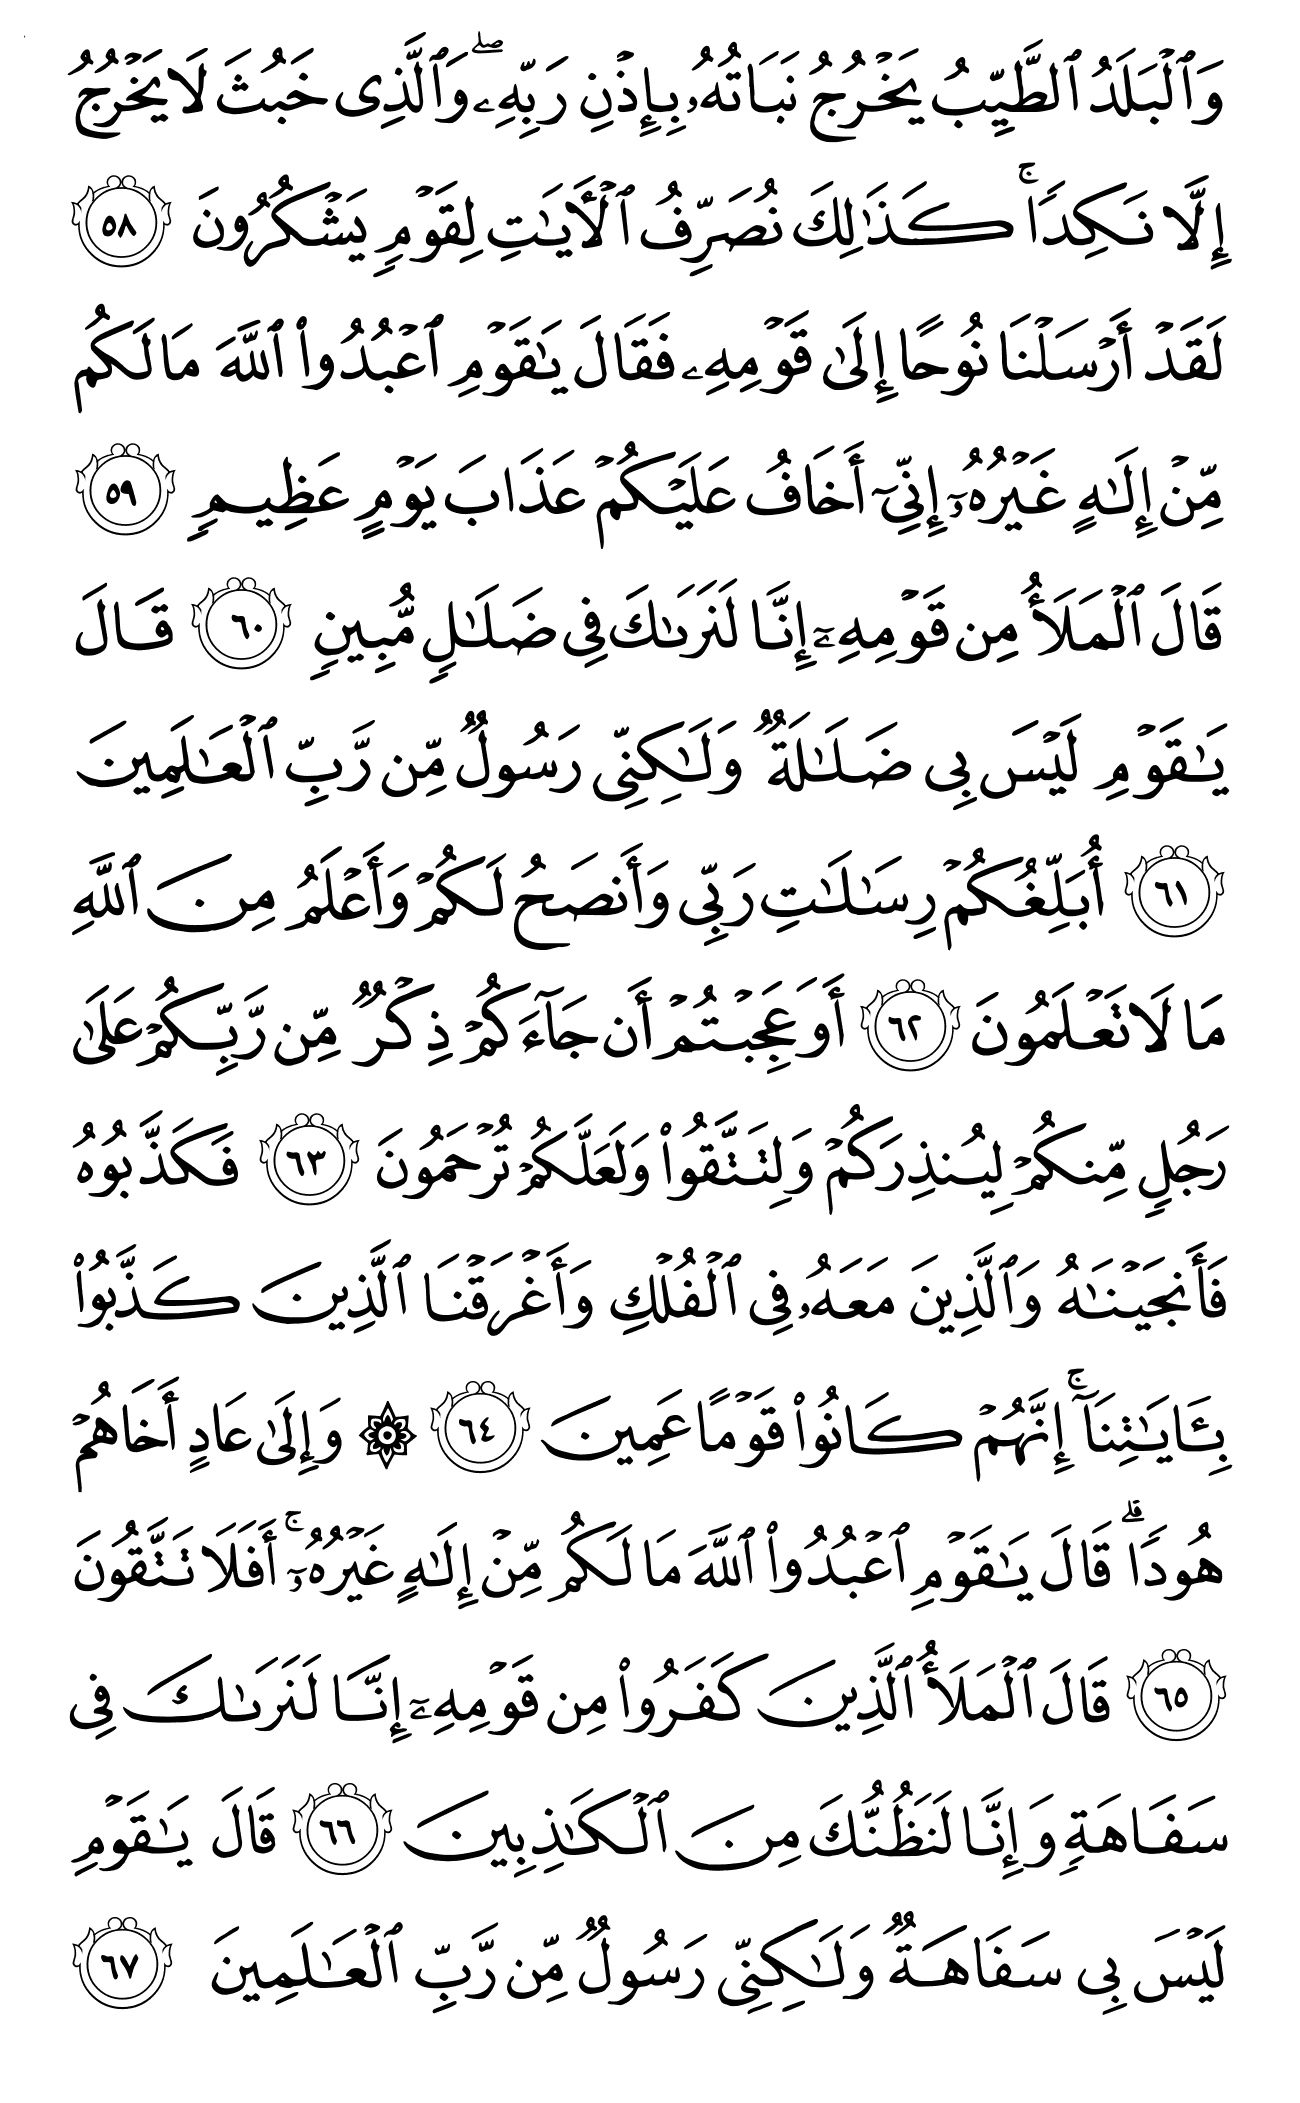 وَٱلْبَلَدُ ٱلطَّيِّبُ يَخْرُجُ نَبَاتُهُۥ بِإِذْنِ رَبِّهِۦ ۖ وَٱلَّذِى خَبُثَ لَا يَخْرُجُ
إِلَّا نَكِدًا ۚ كَذَٰلِكَ نُصَرِّفُ ٱلْأَيَٰتِ لِقَوْمٍ يَشْكُرُونَ ٥٨
لَقَدْ أَرْسَلْنَا نُوحًا إِلَىٰ قَوْمِهِۦ فَقَالَ يَٰقَوْمِ ٱعْبُدُوا۟ ٱللَّهَ مَا لَكُم
مِّنْ إِلَٰهٍ غَيْرُهُۥٓ إِنِّىٓ أَخَافُ عَلَيْكُمْ عَذَابَ يَوْمٍ عَظِيمٍ ٥٩
قَالَ ٱلْمَلَأُ مِن قَوْمِهِۦٓ إِنَّا لَنَرَىٰكَ فِى ضَلَٰلٍ مُّبِينٍ ٦٠ قَالَ
يَٰقَوْمِ لَيْسَ بِى ضَلَٰلَةٌ وَلَٰكِنِّى رَسُولٌ مِّن رَّبِّ ٱلْعَٰلَمِينَ
٦١ أُبَلِّغُكُمْ رِسَٰلَٰتِ رَبِّى وَأَنصَحُ لَكُمْ وَأَعْلَمُ مِنَ ٱللَّهِ
مَا لَا تَعْلَمُونَ ٦٢ أَوَعَجِبْتُمْ أَن جَآءَكُمْ ذِكْرٌ مِّن رَّبِّكُمْ عَلَىٰ
رَجُلٍ مِّنكُمْ لِيُنذِرَكُمْ وَلِتَتَّقُوا۟ وَلَعَلَّكُمْ تُرْحَمُونَ ٦٣ فَكَذَّبُوهُ
فَأَنجَيْنَٰهُ وَٱلَّذِينَ مَعَهُۥ فِى ٱلْفُلْكِ وَأَغْرَقْنَا ٱلَّذِينَ كَذَّبُوا۟
بِـَٔايَٰتِنَآ ۚ إِنَّهُمْ كَانُوا۟ قَوْمًا عَمِينَ ٦٤ ۞ وَإِلَىٰ عَادٍ أَخَاهُمْ
هُودًا ۗ قَالَ يَٰقَوْمِ ٱعْبُدُوا۟ ٱللَّهَ مَا لَكُم مِّنْ إِلَٰهٍ غَيْرُهُۥٓ ۚ أَفَلَا تَتَّقُونَ
٦٥ قَالَ ٱلْمَلَأُ ٱلَّذِينَ كَفَرُوا۟ مِن قَوْمِهِۦٓ إِنَّا لَنَرَىٰكَ فِى
سَفَاهَةٍ وَإِنَّا لَنَظُنُّكَ مِنَ ٱلْكَٰذِبِينَ ٦٦ قَالَ يَٰقَوْمِ
لَيْسَ بِى سَفَاهَةٌ وَلَٰكِنِّى رَسُولٌ مِّن رَّبِّ ٱلْعَٰلَمِينَ ٦٧